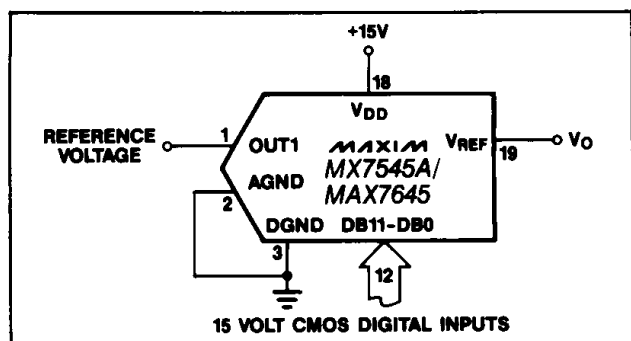 +15V
18
VDD
REFERENCE
VOLTAGE
1
OUT1
MAXIM
VREF
19
VO
AGND
2
MX7545A/
MAX7645
DGND
DB11-DB0
3
12
15 VOLT CMOS DIGITAL INPUTS